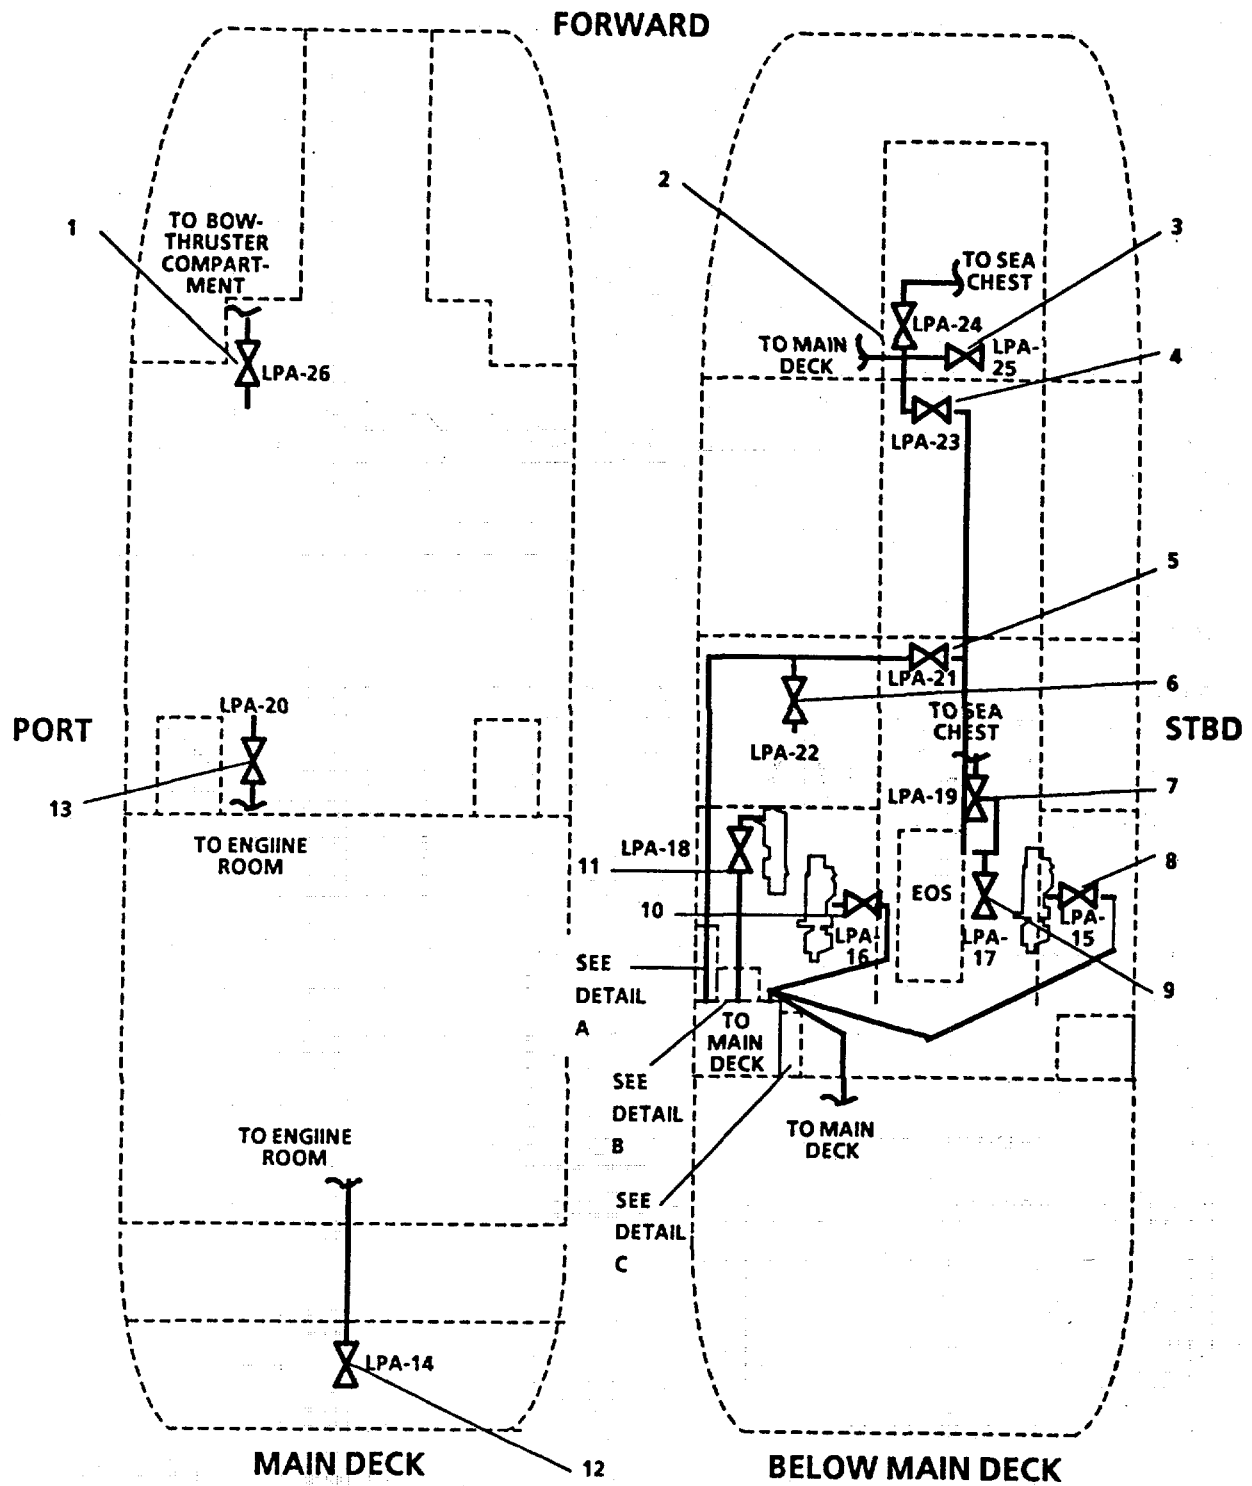 FORWARD
1
TO BOW-
THRUSTER
COMPART-
MENT
LPA-26
2
3
TO SEA
CHEST
LPA-24
TO MAIN
DECK
LPA-
25
4
LPA-23
5
LPA-21
6
LPA-22
TO SEA
CHEST
PORT
LPA-20
STBD
13
LPA-19
7
TO ENGIINE
ROOM
LPA-18
11
8
EOS
10
LPA-
16
LPA-
17
LPA-
15
9
SEE
DETAIL
A
TO
MAIN
DECK
SEE
DETAIL
B
TO MAIN
DECK
TO ENGIINE
ROOM
SEE
DETAIL
C
LPA-14
12
MAIN DECK
BELOW MAIN DECK